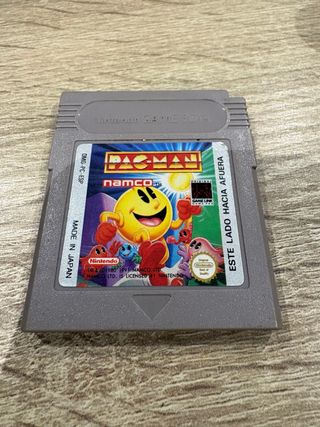 Nintendo GAME BOY
PAC-MAN
namco
GAME LINK
DMG-PC-ESP
MADE IN JAPAN
ESTE LADO HACIA AFUERA
Nintendo